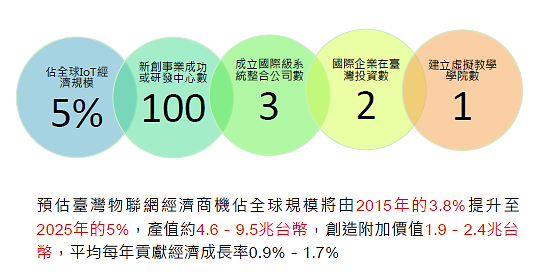 佔全球IoT經
濟規模
5%
新創事業成功
或研發中心數
100
成立國際級系
統整合公司數
3
國際企業在臺
灣投資數
2
建立虛擬教學
學院數
1
預估臺灣物聯網經濟商機佔全球規模將由2015年的3.8%提升至
2025年的5%，產值約4.6 - 9.5兆台幣，創造附加價值1.9 - 2.4兆台
幣，平均每年貢獻經濟成長率0.9% - 1.7%